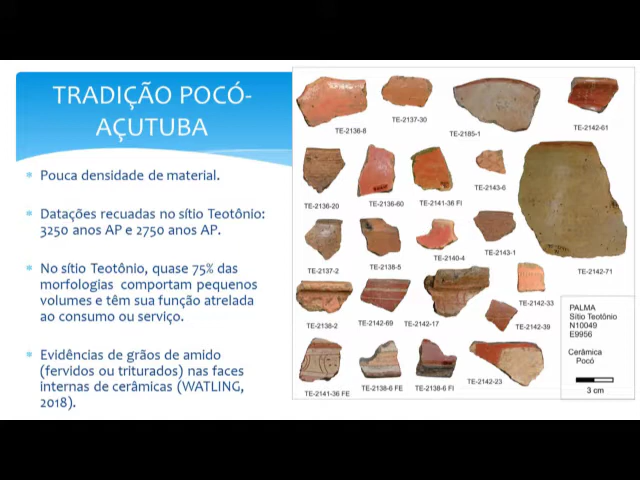 TRADIÇÃO POCÓ-
AÇUTUBA
Pouca densidade de material.
Datações recuadas no sítio Teotônio:
3250 anos AP e 2750 anos AP.
No sítio Teotônio, quase 75% das
morfologias comportam pequenos
volumes e têm sua função atrelada
ao consumo ou serviço.
Evidências de grãos de amido
(fervidos ou triturados) nas faces
internas de cerâmicas (WATLING,
2018).
TE-2136-8
TE-2137-30
TE-2185-1
TE-2142-61
TE-2136-20
TE-2136-60
TE-2141-36 FI
TE-2143-6
TE-2137-2
TE-2138-5
TE-2140-4
TE-2143-1
TE-2142-71
TE-2138-2
TE-2142-69
TE-2142-17
TE-2142-33
TE-2142-39
TE-2141-36 FE
TE-2138-6 FE
TE-2138-6 FI
TE-2142-23
PALMA
Sítio Teotônio
N10049
E9956
Cerâmica
Pocó
3 cm